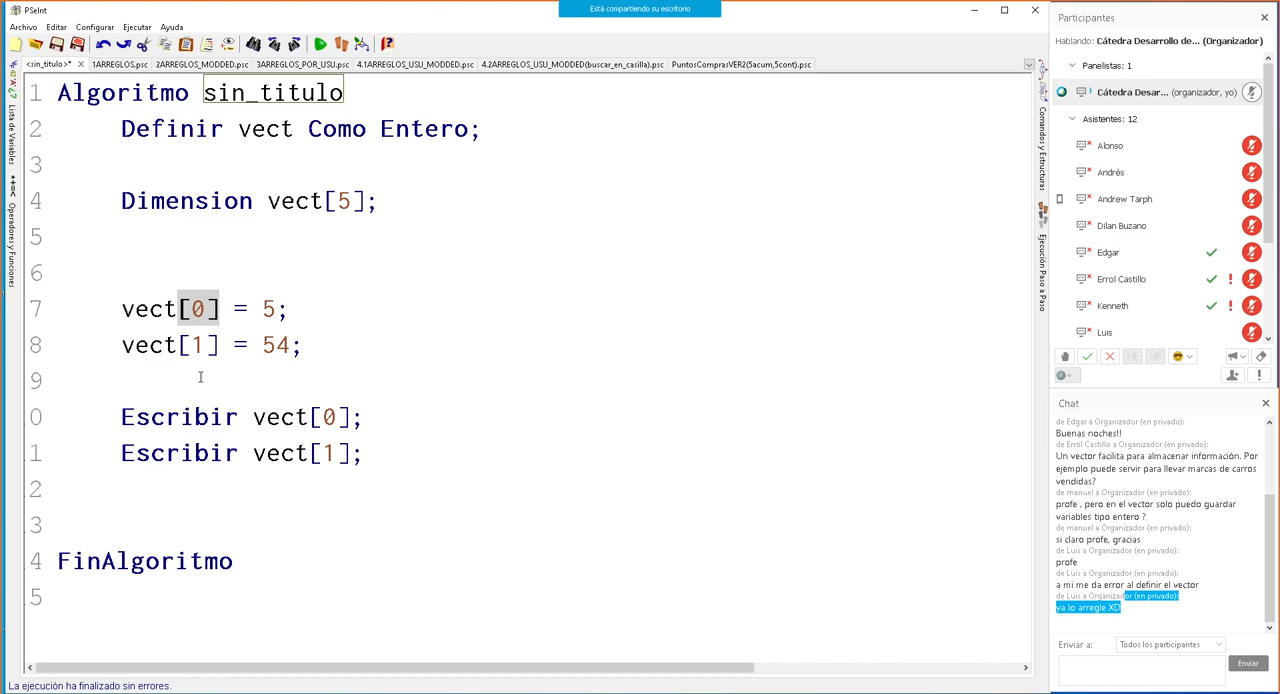 PSeInt
Está compartiendo su escritorio
Archivo Editar Configurar Ejecutar Ayuda
<sin_titulo>* 1ARREGLOS.psc 2ARREGLOS_MODDED.psc 3ARREGLOS_POR_USU.psc 4.1ARREGLOS_USU_MODDED.psc 4.2ARREGLOS_USU_MODDED(buscar_en_casilla).psc PuntosComprasVER2(5acum,5cont).psc
Lista de Variables
Operadores y Funciones
1 Algoritmo sin_titulo
2 Definir vect Como Entero;
3
4 Dimension vect[5];
5
6
7 vect[0] = 5;
8 vect[1] = 54;
9
0 Escribir vect[0];
1 Escribir vect[1];
2
3
4 FinAlgoritmo
5
Comandos y Estructuras
Ejecución Paso a Paso
La ejecución ha finalizado sin errores.
Participantes
Hablando: Cátedra Desarrollo de... (Organizador)
Panelistas: 1
Cátedra Desar... (organizador, yo)
Asistentes: 12
Alonso
Andrés
Andrew Tarph
Dilan Buzano
Edgar
Errol Castillo
Kenneth
Luis
Chat
de Edgar a Organizador (en privado):
Buenas noches!!
de Errol Castillo a Organizador (en privado):
Un vector facilita para almacenar información. Por
ejemplo puede servir para llevar marcas de carros
vendidas?
de manuel a Organizador (en privado):
profe , pero en el vector solo puedo guardar
variables tipo entero ?
de manuel a Organizador (en privado):
si claro profe, gracias
de Luis a Organizador (en privado):
profe
de Luis a Organizador (en privado):
a mi me da error al definir el vector
de Luis a Organizador (en privado):
ya lo arregle XD
Enviar a: Todos los participantes
Enviar